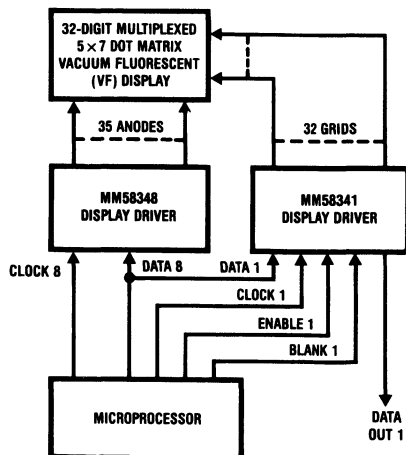 32-DIGIT MULTIPLEXED
5 × 7 DOT MATRIX
VACUUM FLUORESCENT
(VF) DISPLAY
35 ANODES
32 GRIDS
MM58348
DISPLAY DRIVER
MM58341
DISPLAY DRIVER
CLOCK 8
DATA 8
DATA 1
CLOCK 1
ENABLE 1
BLANK 1
MICROPROCESSOR
DATA
OUT 1